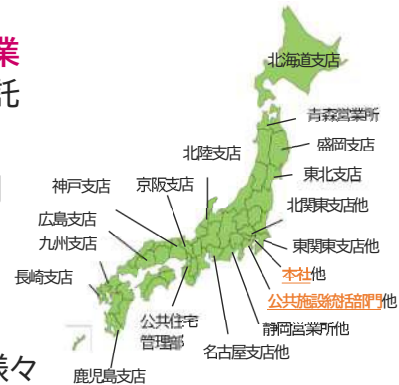 業
託
様々
北海道支店
青森営業所
盛岡支店
東北支店
北陸支店
北関東支店他
東関東支店他
本社他
公共施設統括部門他
静岡営業所他
名古屋支店他
京阪支店
神戸支店
広島支店
九州支店
長崎支店
公共住宅
管理部
鹿児島支店